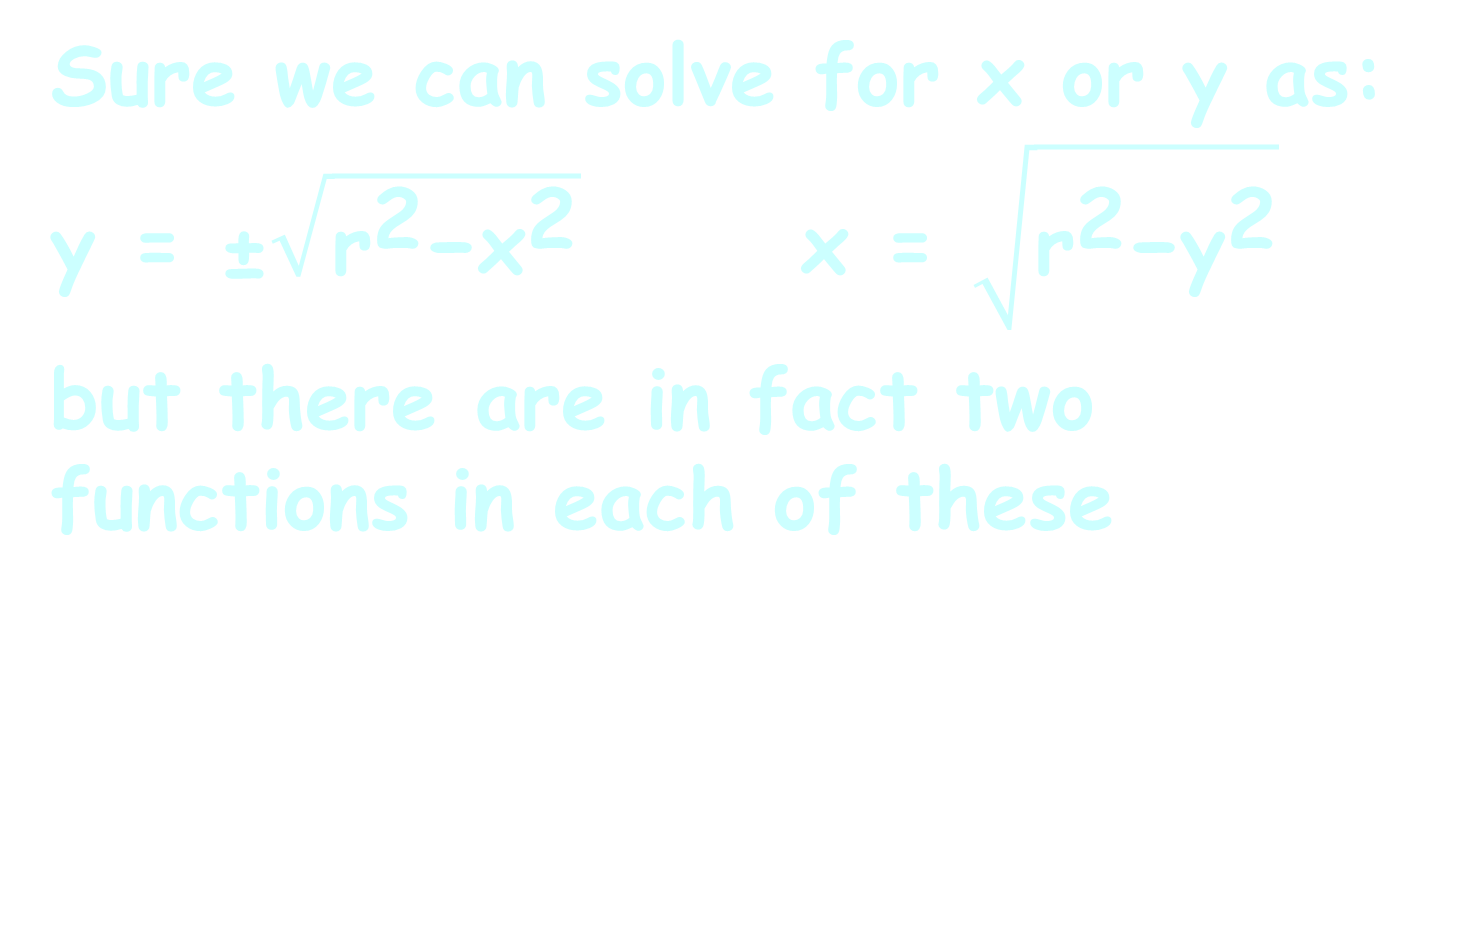 Sure we can solve for x or y as:
y = ±√r²−x² x = √r²−y²
but there are in fact two
functions in each of these